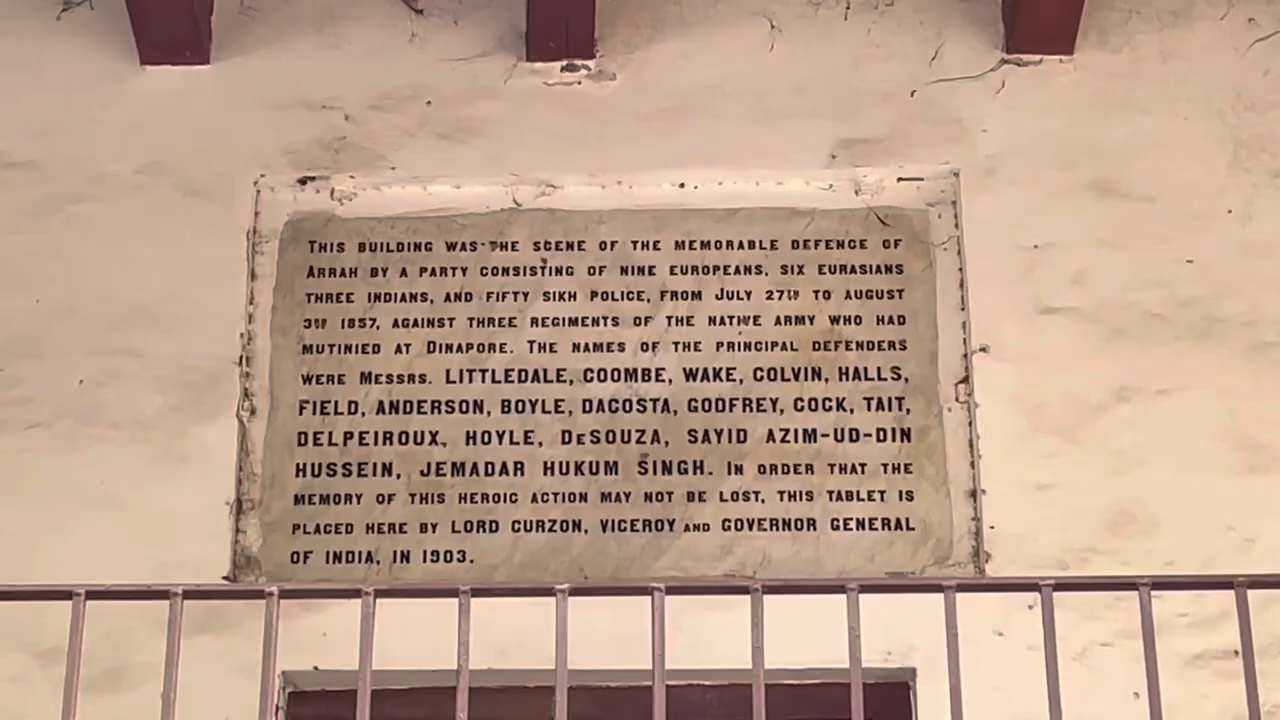 THIS BUILDING WAS THE SCENE OF THE MEMORABLE DEFENCE OF
ARRAH BY A PARTY CONSISTING OF NINE EUROPEANS, SIX EURASIANS
THREE INDIANS, AND FIFTY SIKH POLICE, FROM JULY 27TH TO AUGUST
3RD 1857, AGAINST THREE REGIMENTS OF THE NATIVE ARMY WHO HAD
MUTINIED AT DINAPORE. THE NAMES OF THE PRINCIPAL DEFENDERS
WERE MESSRS. LITTLEDALE, COOMBE, WAKE, COLVIN, HALLS,
FIELD, ANDERSON, BOYLE, DACOSTA, GODFREY, COCK, TAIT,
DELPEIROUX, HOYLE, DeSOUZA, SAYID AZIM-UD-DIN
HUSSEIN, JEMADAR HUKUM SINGH. IN ORDER THAT THE
MEMORY OF THIS HEROIC ACTION MAY NOT BE LOST, THIS TABLET IS
PLACED HERE BY LORD CURZON, VICEROY AND GOVERNOR GENERAL
OF INDIA, IN 1903.